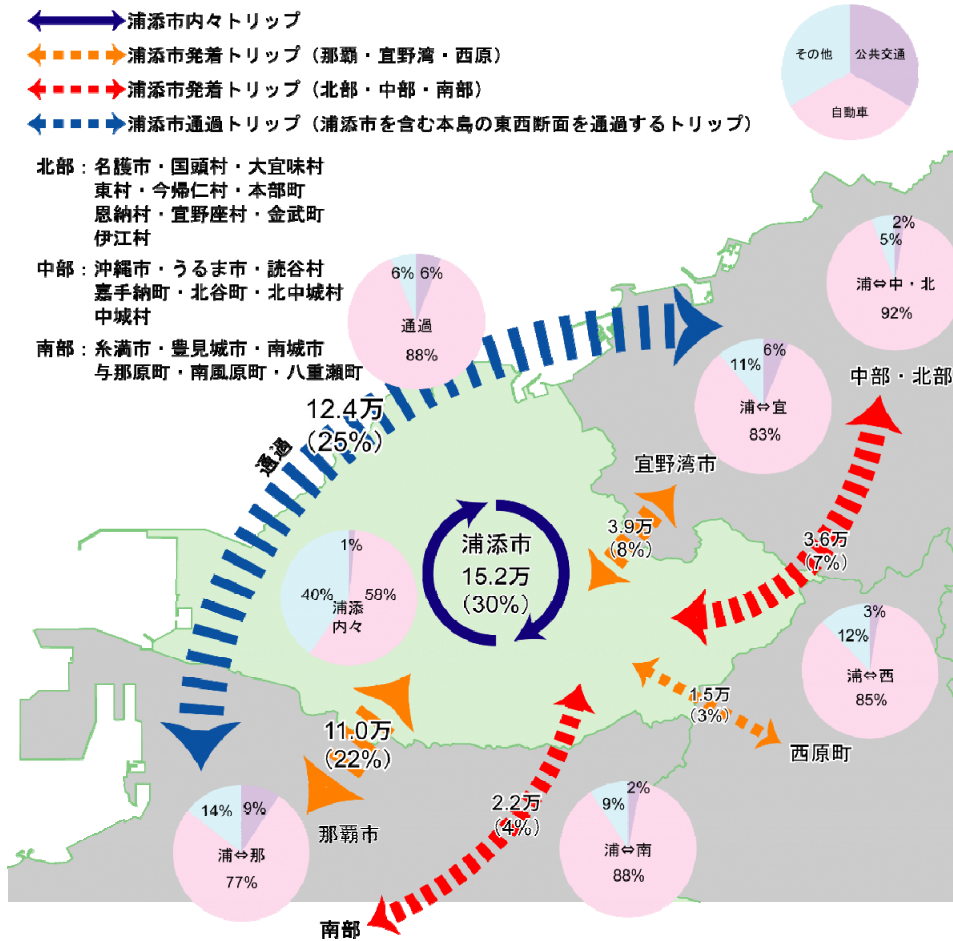 浦添市内々トリップ
浦添市発着トリップ（那覇・宜野湾・西原）
浦添市発着トリップ（北部・中部・南部）
浦添市通過トリップ（浦添市を含む本島の東西断面を通過するトリップ）
その他
公共交通
自動車
北部：名護市・国頭村・大宜味村
東村・今帰仁村・本部町
恩納村・宜野座村・金武町
伊江村
中部：沖縄市・うるま市・読谷村
嘉手納町・北谷町・北中城村
中城村
南部：糸満市・豊見城市・南城市
与那原町・南風原町・八重瀬町
6%
6%
通過
88%
2%
5%
浦⇔中・北
92%
中部・北部
6%
11%
浦⇔宜
83%
宜野湾市
12.4万
(25%)
通過
3.9万
(8%)
3.6万
(7%)
浦添市
15.2万
(30%)
1%
40%
58%
浦添
内々
3%
12%
浦⇔西
85%
1.5万
(3%)
西原町
11.0万
(22%)
那覇市
14%
9%
浦⇔那
77%
2.2万
(4%)
南部
2%
9%
浦⇔南
88%